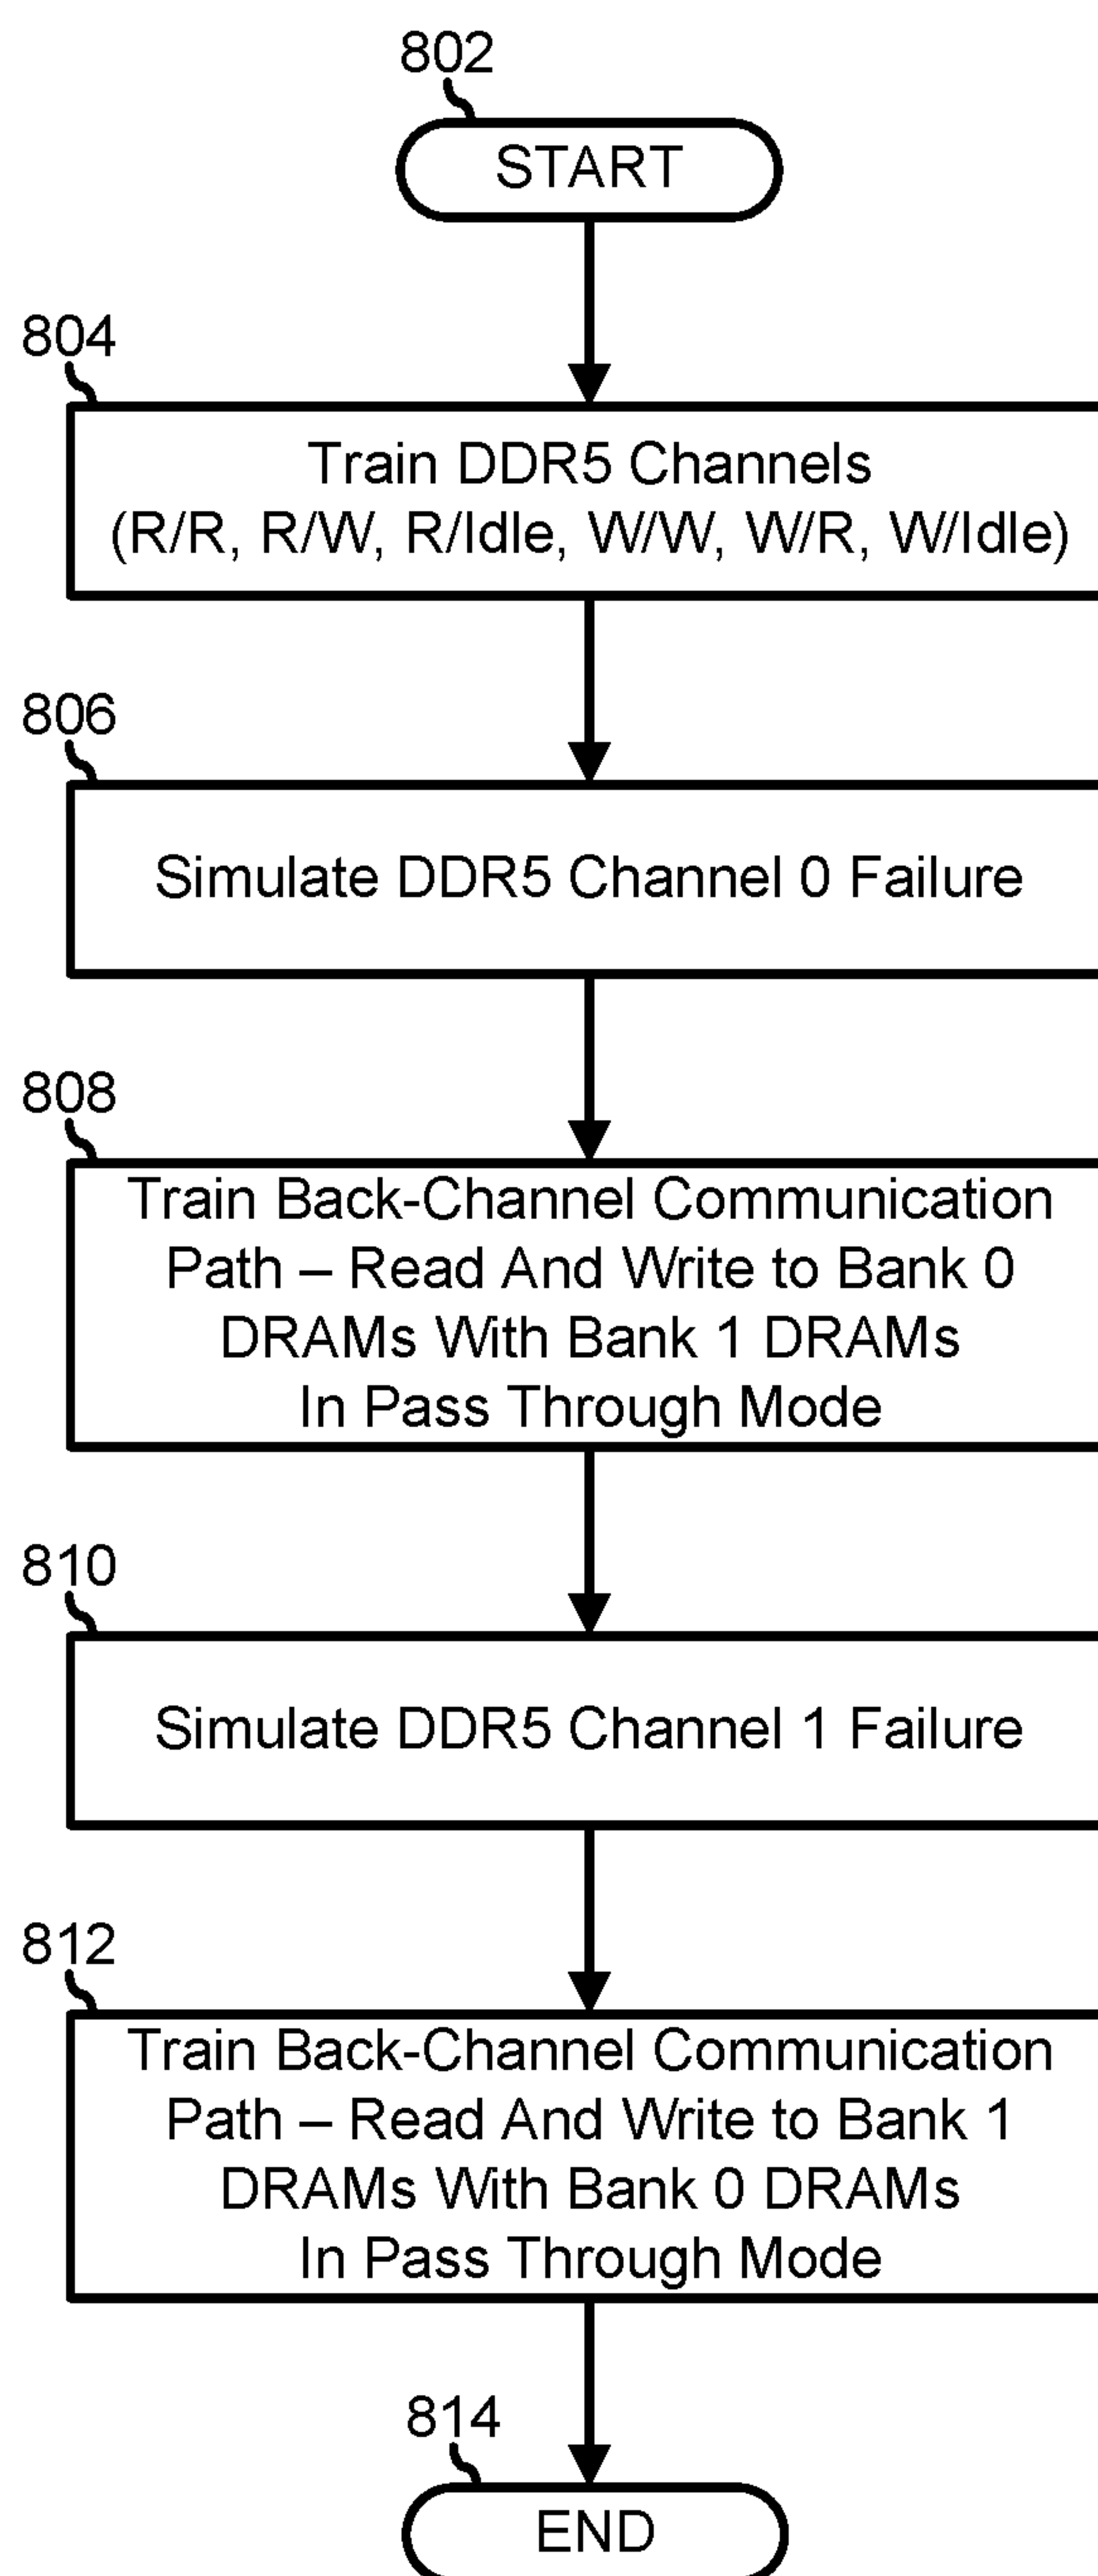 802
START
804
Train DDR5 Channels
(R/R, R/W, R/Idle, W/W, W/R, W/Idle)
806
Simulate DDR5 Channel 0 Failure
808
Train Back-Channel Communication
Path – Read And Write to Bank 0
DRAMs With Bank 1 DRAMs
In Pass Through Mode
810
Simulate DDR5 Channel 1 Failure
812
Train Back-Channel Communication
Path – Read And Write to Bank 1
DRAMs With Bank 0 DRAMs
In Pass Through Mode
814
END